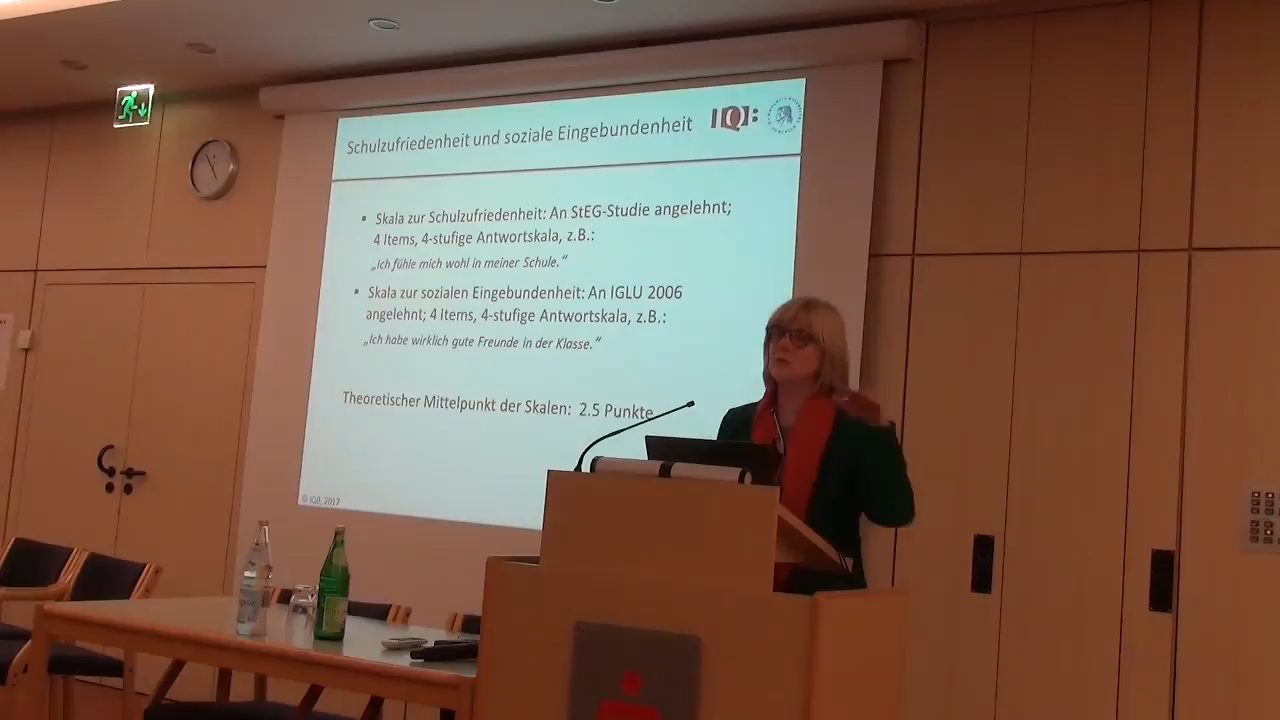 Schulzufriedenheit und soziale Eingebundenheit
IQB
▪ Skala zur Schulzufriedenheit: An StEG-Studie angelehnt;
4 Items, 4-stufige Antwortskala, z.B.:
„Ich fühle mich wohl in meiner Schule.“
▪ Skala zur sozialen Eingebundenheit: An IGLU 2006
angelehnt; 4 Items, 4-stufige Antwortskala, z.B.:
„Ich habe wirklich gute Freunde in der Klasse.“
Theoretischer Mittelpunkt der Skalen: 2.5 Punkte
© IQB, 2017